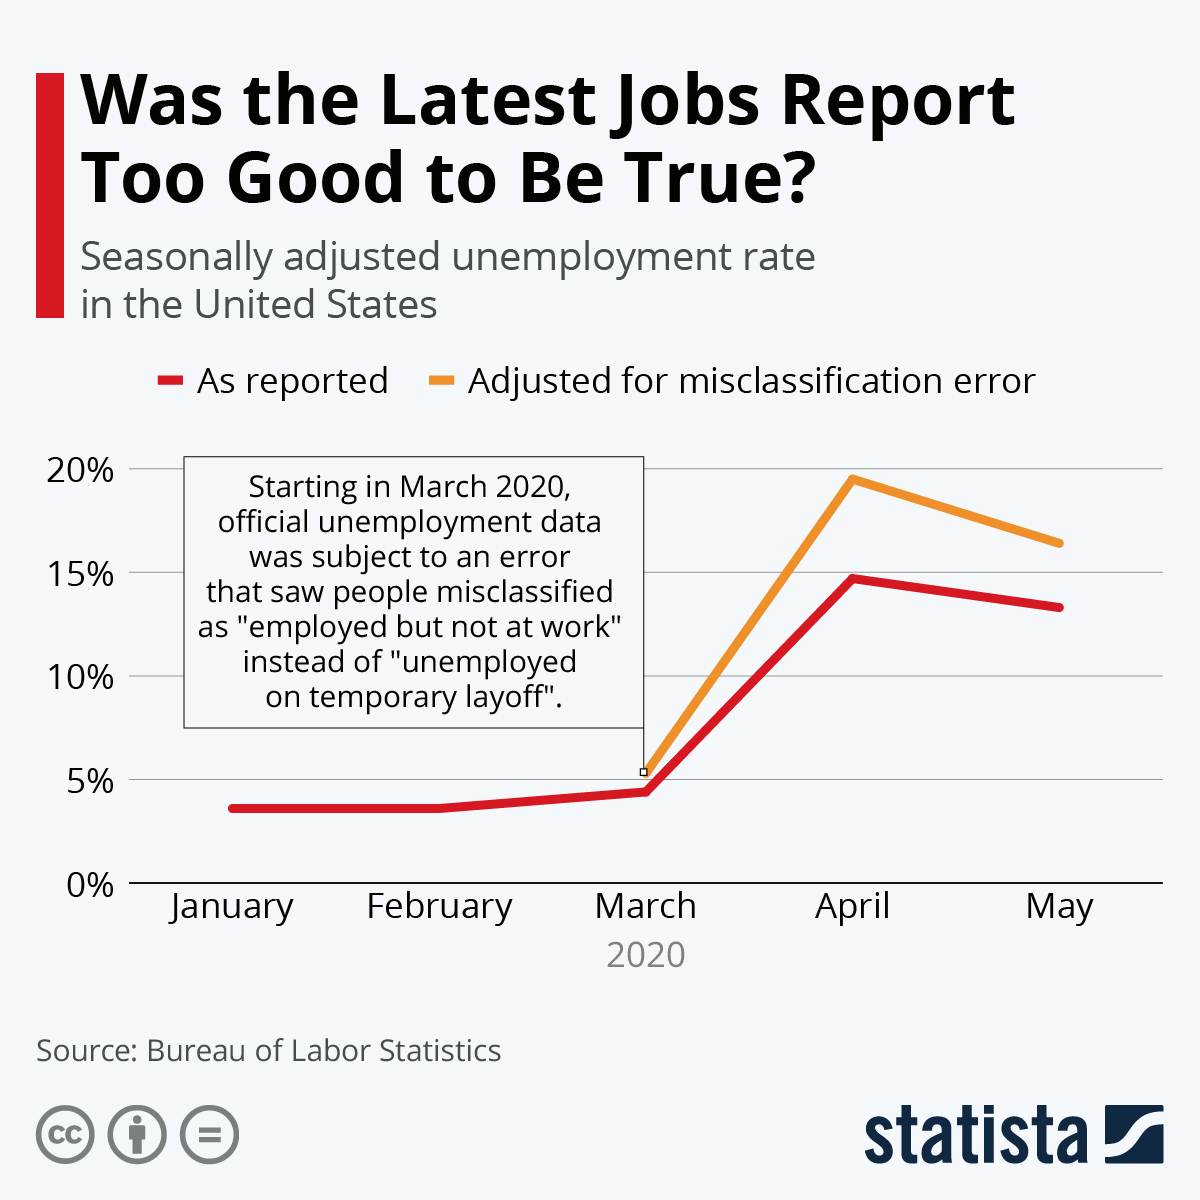 Was the Latest Jobs Report
Too Good to Be True?
Seasonally adjusted unemployment rate
in the United States
As reported
Adjusted for misclassification error
20%
15%
10%
5%
0%
Starting in March 2020,
official unemployment data
was subject to an error
that saw people misclassified
as "employed but not at work"
instead of "unemployed
on temporary layoff".
January
February
March
April
May
2020
Source: Bureau of Labor Statistics
cc
statista